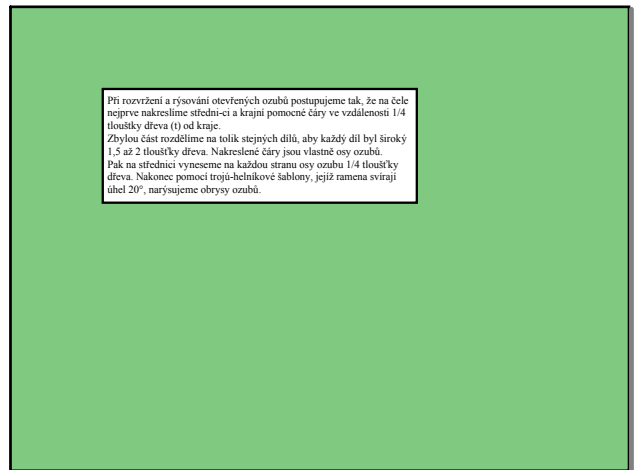 Při rozvržení a rýsování otevřených ozubů postupujeme tak, že na čele
nejprve nakreslíme středni-ci a krajní pomocné čáry ve vzdálenosti 1/4
tlouštky dřeva (t) od kraje.
Zbylou část rozdělíme na tolik stejných dílů, aby každý díl byl široký
1,5 až 2 tloušťky dřeva. Nakreslené čáry jsou vlastně osy ozubů.
Pak na střednici vyneseme na každou stranu osy ozubu 1/4 tloušťky
dřeva. Nakonec pomocí trojú-helníkové šablony, jejíž ramena svírají
úhel 20°, narýsujeme obrysy ozubů.